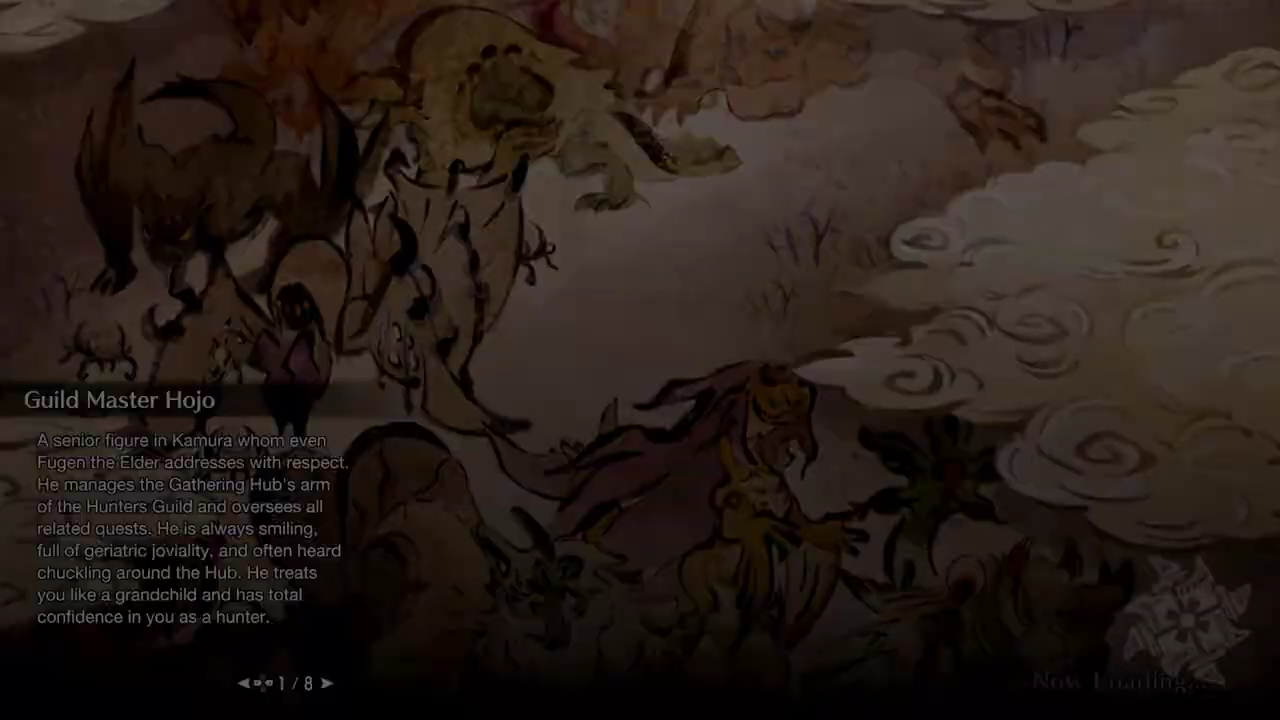 Guild Master Hojo
A senior figure in Kamura whom even
Fugen the Elder addresses with respect.
He manages the Gathering Hub's arm
of the Hunters Guild and oversees all
related quests. He is always smiling,
full of geriatric joviality, and often heard
chuckling around the Hub. He treats
you like a grandchild and has total
confidence in you as a hunter.
1 / 8
Now Loading...